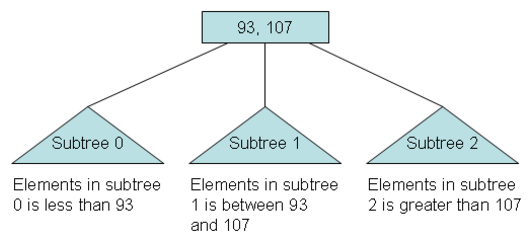 93, 107
Subtree 0
Subtree 1
Subtree 2
Elements in subtree
0 is less than 93
Elements in subtree
1 is between 93
and 107
Elements in subtree
2 is greater than 107